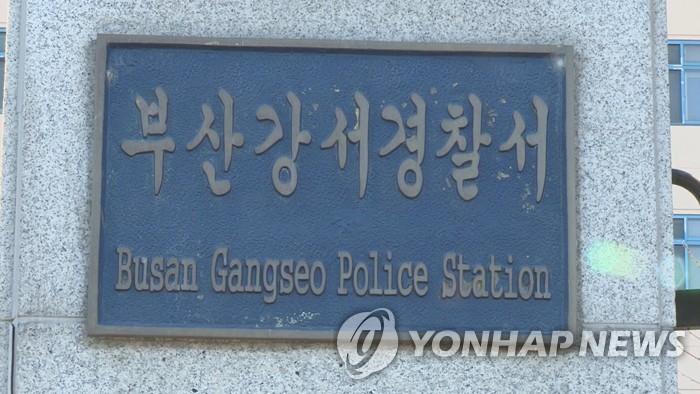 부산강서경찰서
Busan Gangseo Police Station
YONHAP NEWS